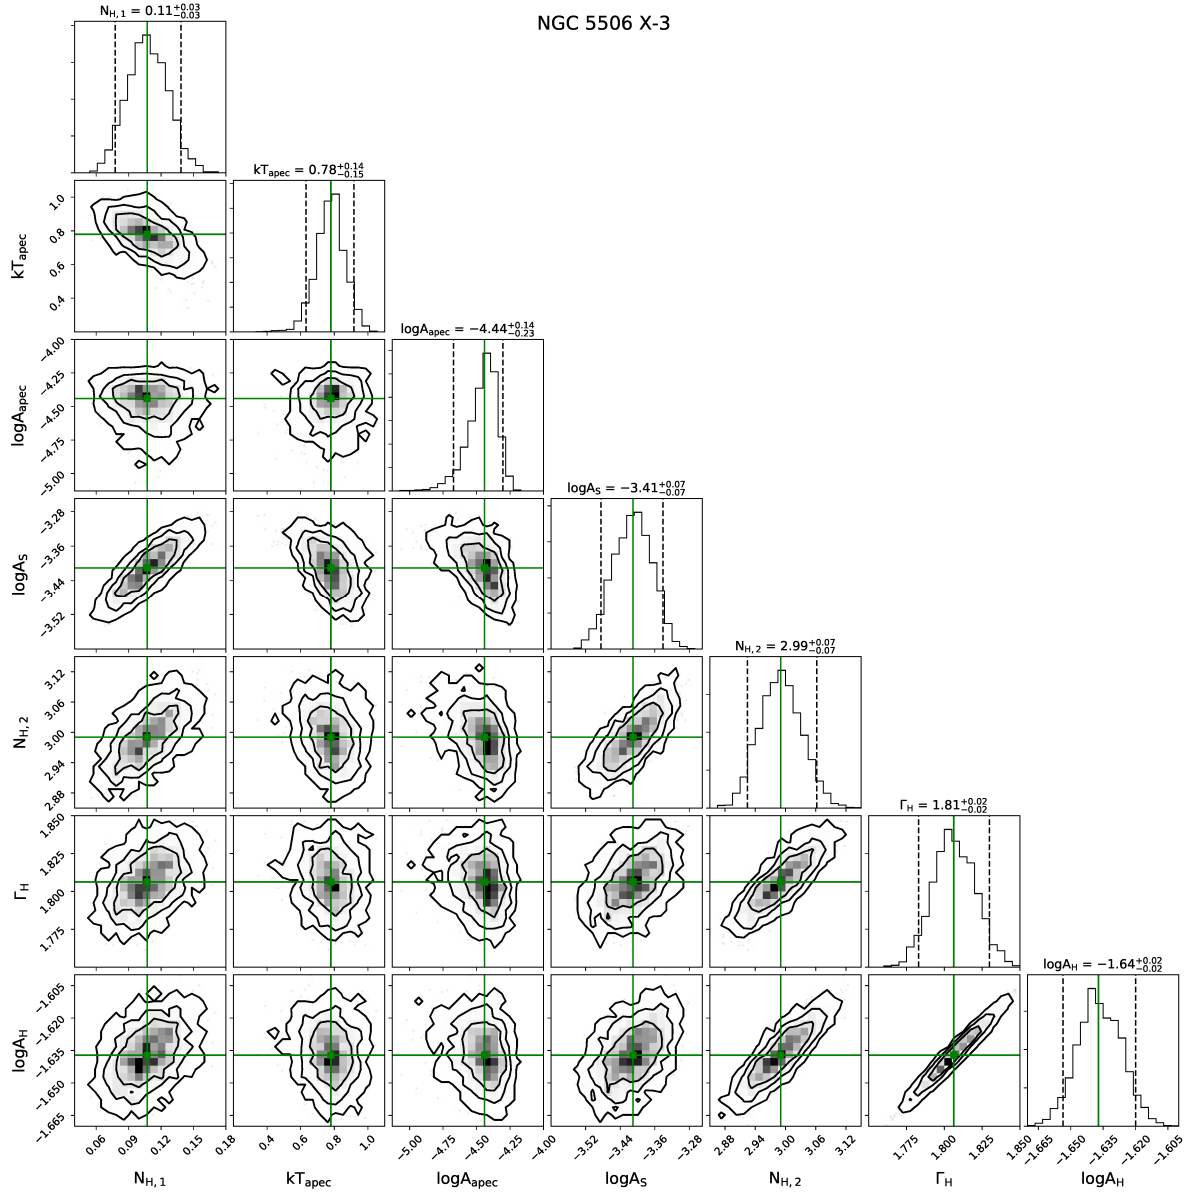 NGC 5506 X-3
N_H,1 = 0.11 +0.03 −0.03
kT_apec = 0.78 +0.14 −0.15
1.0
0.8
0.6
0.4
kT_apec
logA_apec = −4.44 +0.14 −0.23
−4.00
−4.25
−4.50
−4.75
−5.00
logA_apec
logA_S = −3.41 +0.07 −0.07
−3.28
−3.36
−3.44
−3.52
logA_S
N_H,2 = 2.99 +0.07 −0.07
3.12
3.06
3.00
2.94
2.88
N_H,2
Γ_H = 1.81 +0.02 −0.02
1.850
1.825
1.800
1.775
Γ_H
logA_H = −1.64 +0.02 −0.02
−1.605
−1.620
−1.635
−1.650
−1.665
logA_H
0.06 0.09 0.12 0.15 0.18 0.4 0.6 0.8 1.0 −5.00 −4.75 −4.50 −4.25 −4.00 −3.52 −3.44 −3.36 −3.28 2.88 2.94 3.00 3.06 3.12 1.775 1.800 1.825 1.850 −1.665 −1.650 −1.635 −1.620 −1.605
N_H,1 kT_apec logA_apec logA_S N_H,2 Γ_H logA_H